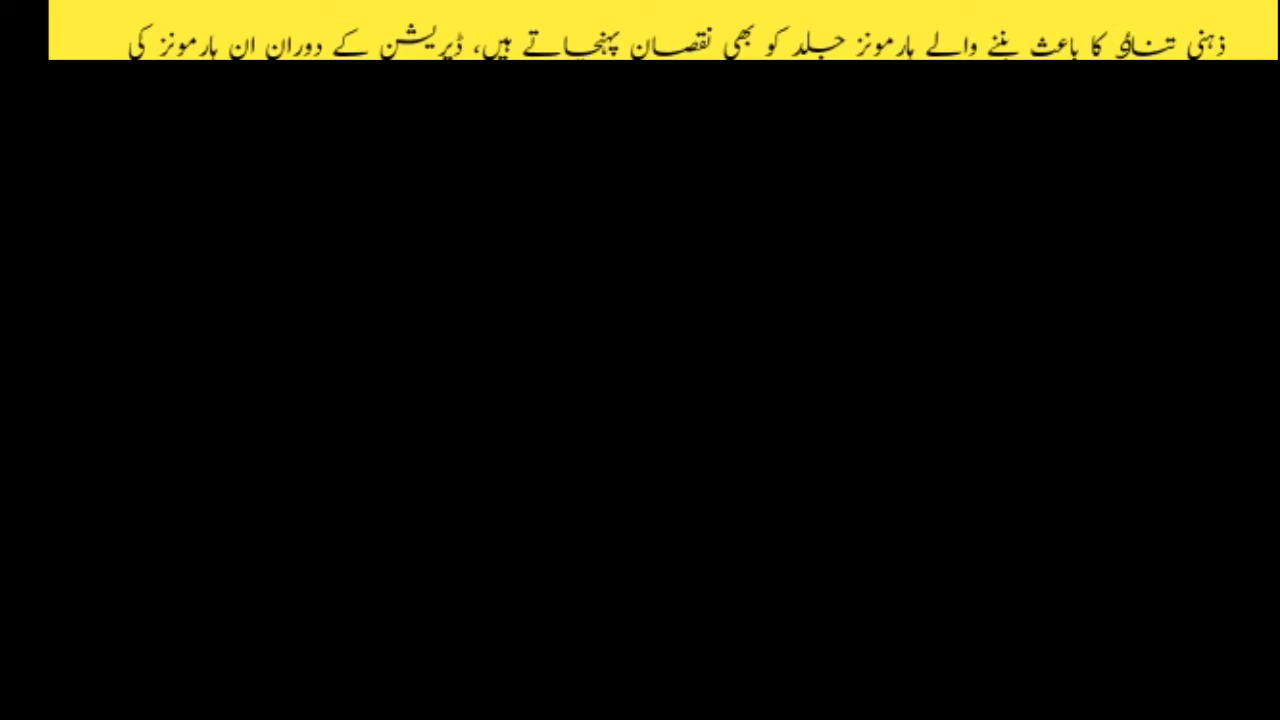 ذہنی تناؤ کا باعث بننے والے ہارمونز جلد کو بھی نقصان پہنچاتے ہیں، ڈپریشن کے دوران ان ہارمونز کی